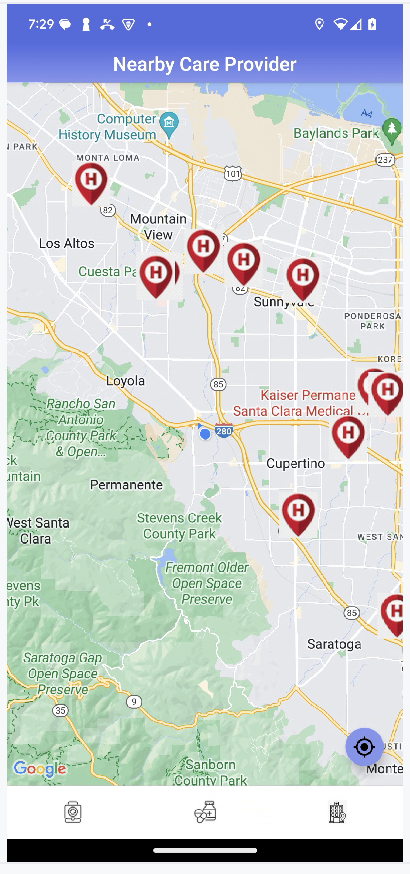 7:29
Nearby Care Provider
Computer
History Museum
Baylands Park
N PARK
MONTA LOMA
101
237
H
82
Mountain
View
Los Altos
H
H
H
H
Cuesta Pa
82
Sunnyvale
PONDEROSA
PARK
KORE
Loyola
85
H
Kaiser Permane
Santa Clara Medical
Rancho San
Antonio
County Park
& Open...
280
H
ck
untain
Cupertino
Permanente
H
West Santa
Clara
Stevens Creek
County Park
WEST SAN
Fremont Older
Open Space
Preserve
evens
ty Pk
85
H
Saratoga
Saratoga Gap
Open Space
Preserve
9
35
Google
Sanborn
County Park
Monte